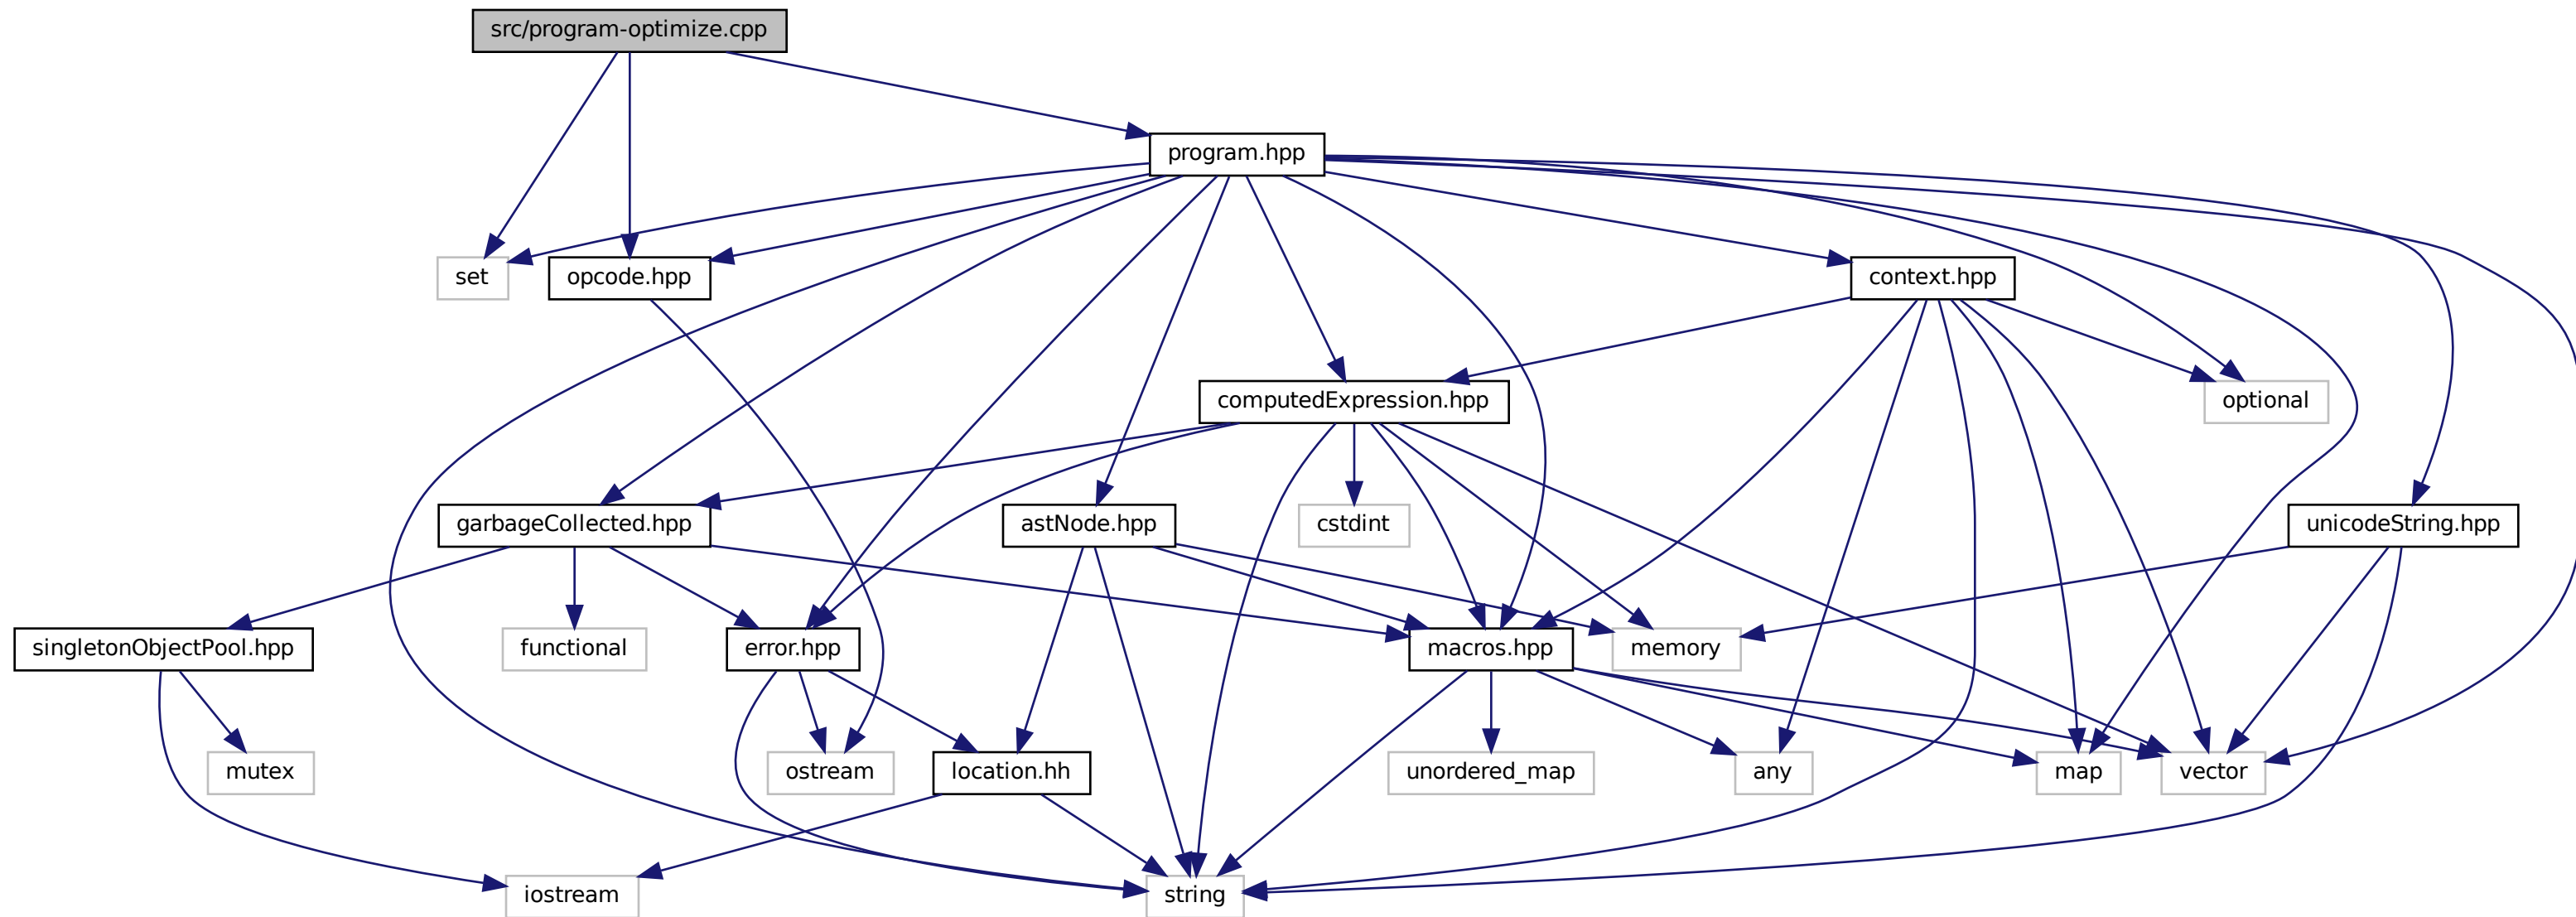 src/program-optimize.cpp
program.hpp
set
opcode.hpp
context.hpp
computedExpression.hpp
optional
garbageCollected.hpp
astNode.hpp
cstdint
unicodeString.hpp
singletonObjectPool.hpp
functional
error.hpp
macros.hpp
memory
mutex
ostream
location.hh
unordered_map
any
map
vector
iostream
string